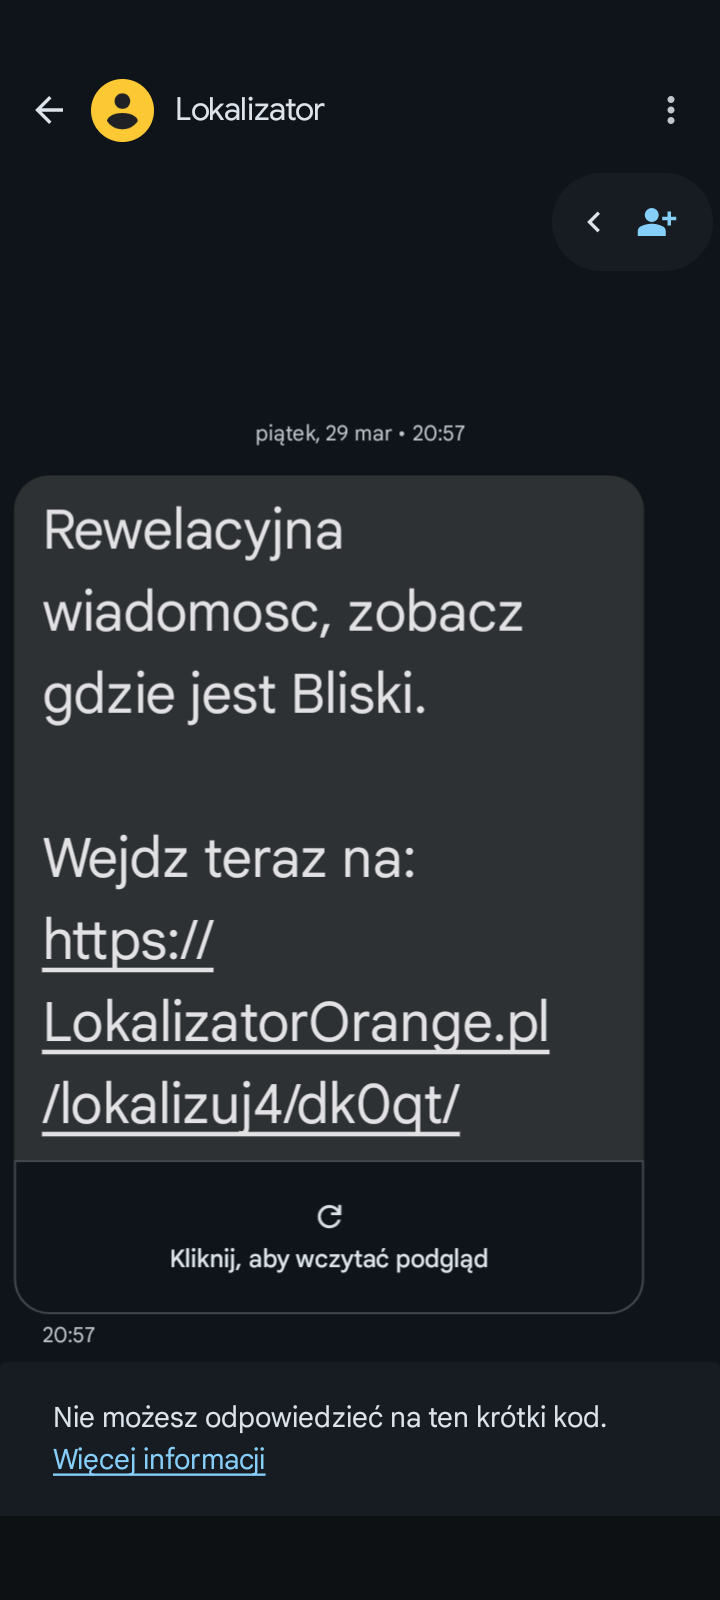 Lokalizator
piątek, 29 mar • 20:57
Rewelacyjna
wiadomosc, zobacz
gdzie jest Bliski.
Wejdz teraz na:
https://
LokalizatorOrange.pl
/lokalizuj4/dk0qt/
Kliknij, aby wczytać podgląd
20:57
Nie możesz odpowiedzieć na ten krótki kod.
Więcej informacji